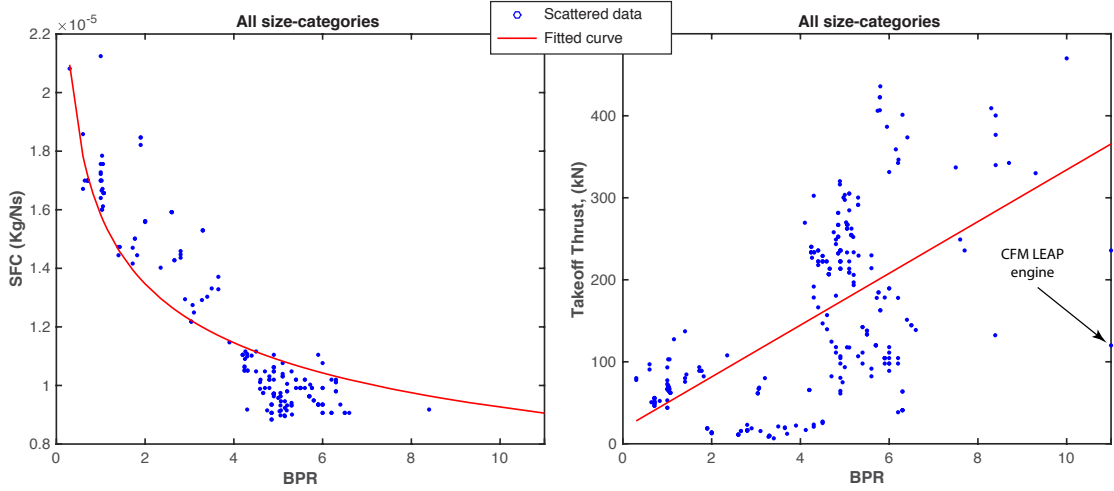 All size-categories
Scattered data
Fitted curve
All size-categories
×10⁻⁵
2.2
2
1.8
1.6
1.4
1.2
1
0.8
SFC (Kg/Ns)
0 2 4 6 8 10
BPR
400
300
200
100
0
Takeoff Thrust, (kN)
CFM LEAP
engine
0 2 4 6 8 10
BPR